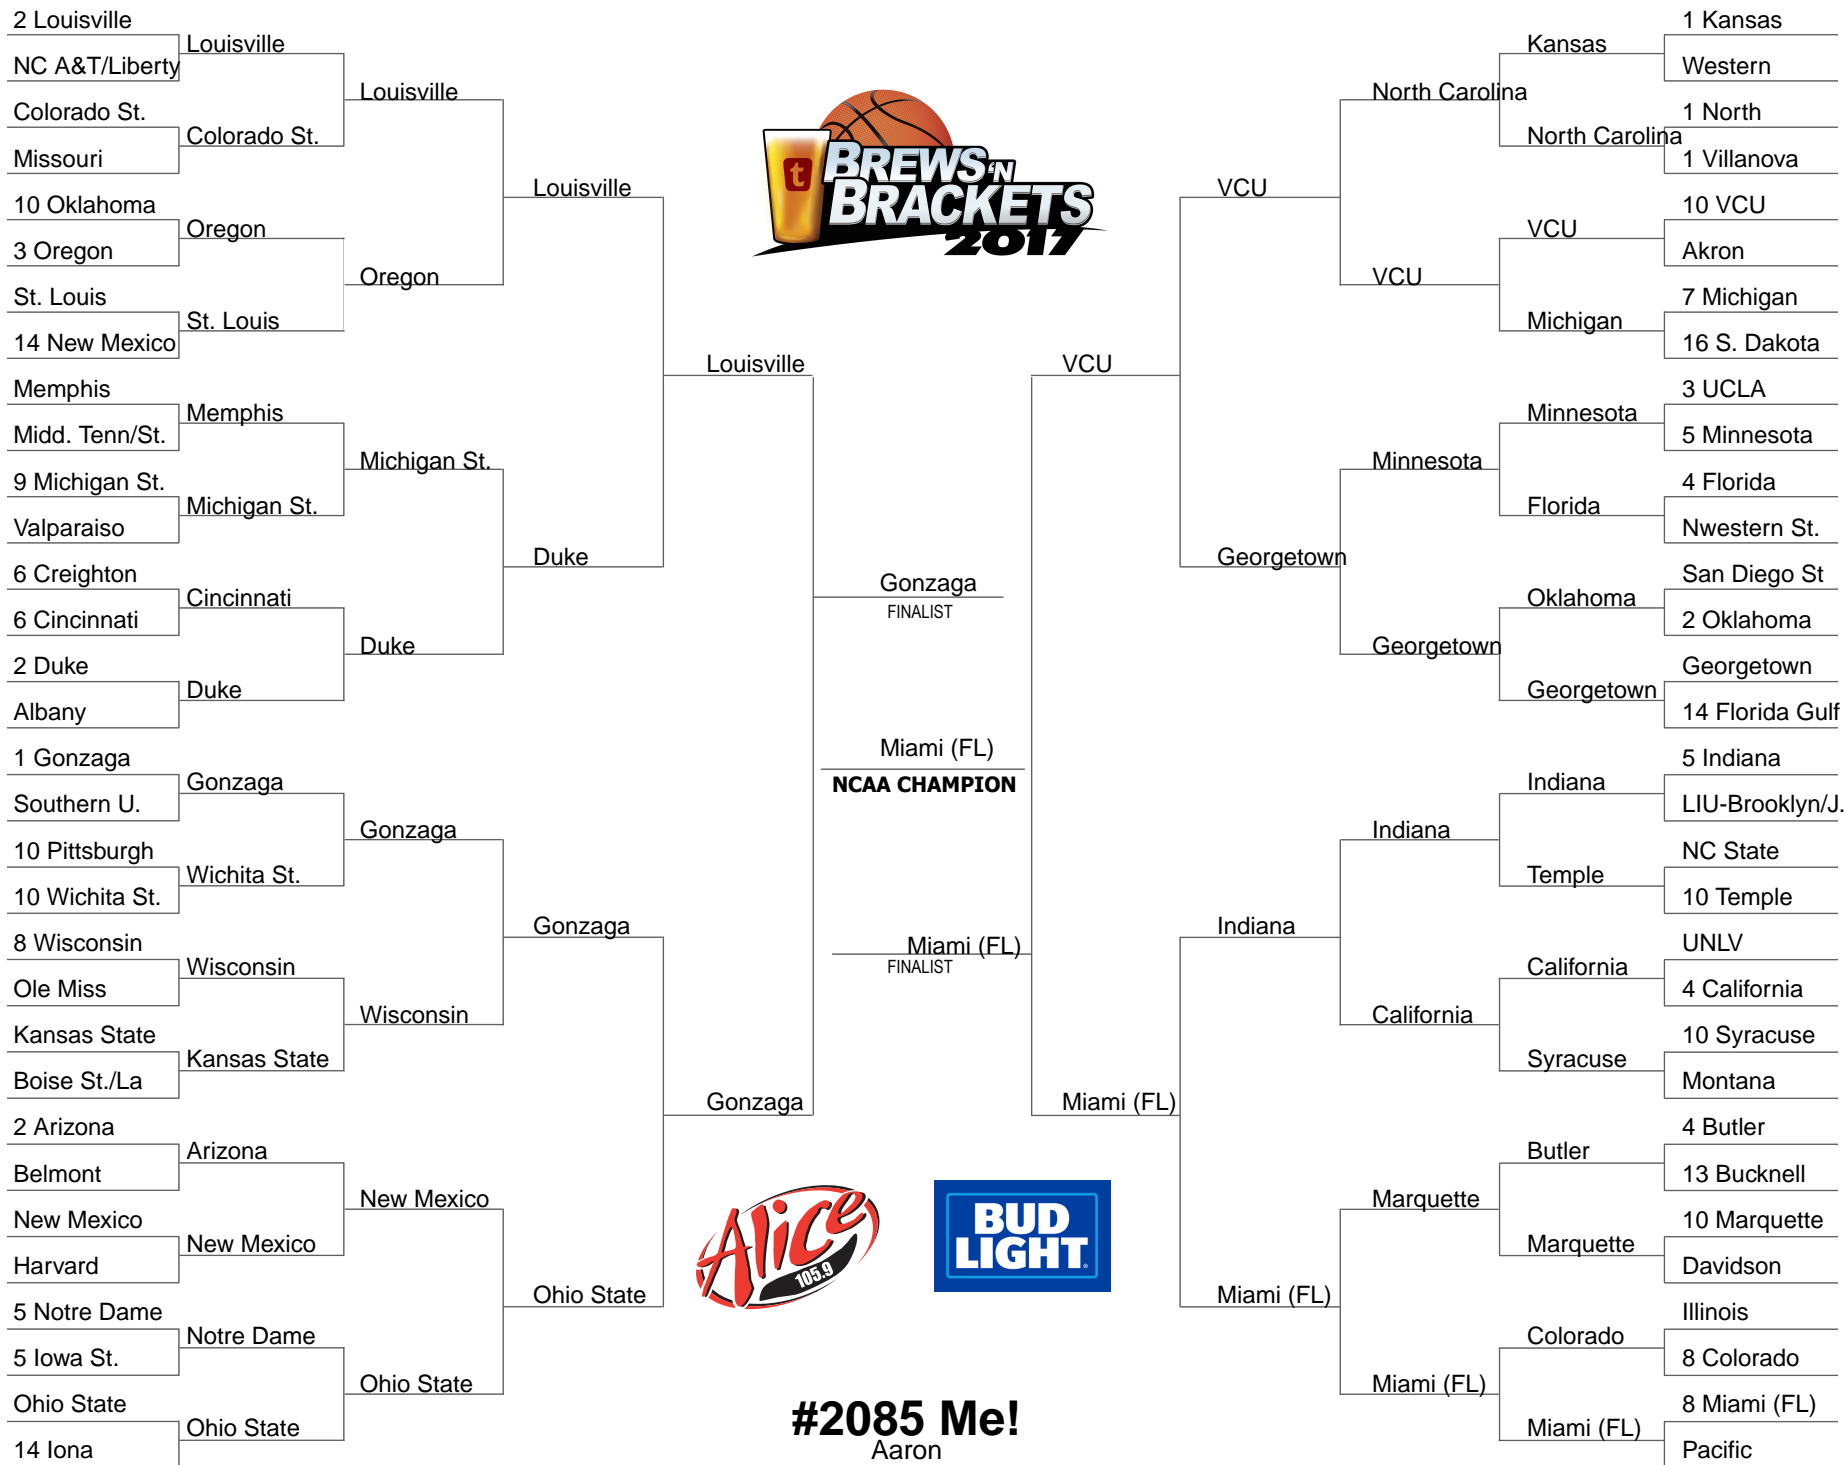 2 Louisville
NC A&T/Liberty
Colorado St.
Missouri
10 Oklahoma
3 Oregon
St. Louis
14 New Mexico
Memphis
Midd. Tenn/St.
9 Michigan St.
Valparaiso
6 Creighton
6 Cincinnati
2 Duke
Albany
1 Gonzaga
Southern U.
10 Pittsburgh
10 Wichita St.
8 Wisconsin
Ole Miss
Kansas State
Boise St./La
2 Arizona
Belmont
New Mexico
Harvard
5 Notre Dame
5 Iowa St.
Ohio State
14 Iona
Louisville
Colorado St.
Oregon
St. Louis
Memphis
Michigan St.
Cincinnati
Duke
Gonzaga
Wichita St.
Wisconsin
Kansas State
Arizona
New Mexico
Notre Dame
Ohio State
Louisville
Oregon
Michigan St.
Duke
Gonzaga
Wisconsin
New Mexico
Ohio State
Louisville
Duke
Gonzaga
Ohio State
Louisville
Gonzaga
t
BREWS 'N
BRACKETS
2017
Gonzaga
FINALIST
Miami (FL)
NCAA CHAMPION
Miami (FL)
FINALIST
Alice
105.9
BUD
LIGHT
#2085 Me!
Aaron
VCU
Miami (FL)
VCU
Georgetown
Indiana
Miami (FL)
North Carolina
VCU
Minnesota
Georgetown
Indiana
California
Marquette
Miami (FL)
Kansas
North Carolina
VCU
Michigan
Minnesota
Florida
Oklahoma
Georgetown
Indiana
Temple
California
Syracuse
Butler
Marquette
Colorado
Miami (FL)
1 Kansas
Western
1 North
1 Villanova
10 VCU
Akron
7 Michigan
16 S. Dakota
3 UCLA
5 Minnesota
4 Florida
Nwestern St.
San Diego St
2 Oklahoma
Georgetown
14 Florida Gulf
5 Indiana
LIU-Brooklyn/J.
NC State
10 Temple
UNLV
4 California
10 Syracuse
Montana
4 Butler
13 Bucknell
10 Marquette
Davidson
Illinois
8 Colorado
8 Miami (FL)
Pacific